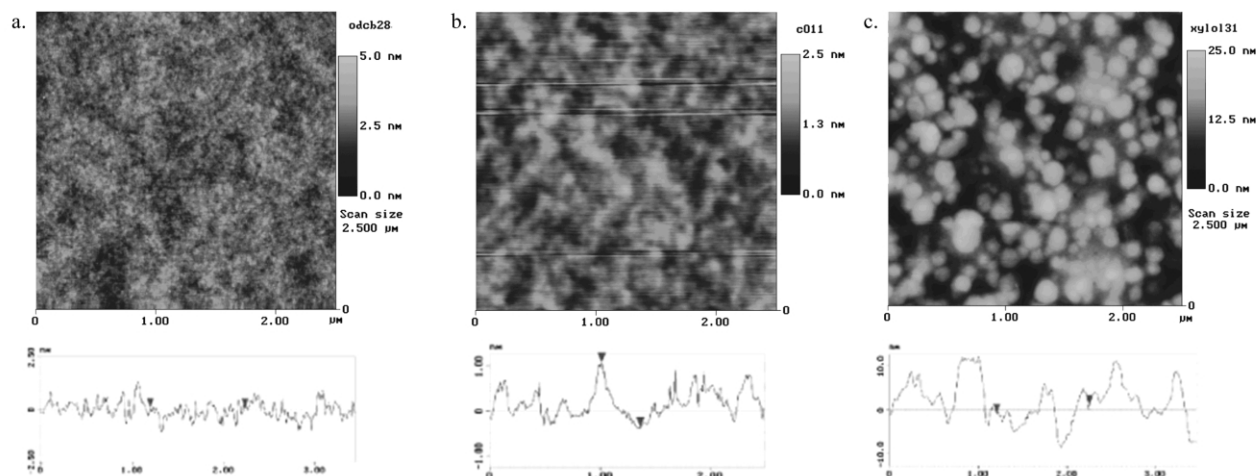 a.
odcb28
5.0 nm
2.5 nm
0.0 nm
Scan size
2.500 µm
0
0 1.00 2.00 µm
nm
2.50
0
-2.50
0 1.00 2.00 3.00
b.
c011
2.5 nm
1.3 nm
0.0 nm
0
0 1.00 2.00
nm
1.00
0
-1.00
0 1.00 2.00
c.
xylol31
25.0 nm
12.5 nm
0.0 nm
Scan size
2.500 µm
0
0 1.00 2.00 µm
nm
10.0
0
-10.0
0 1.00 2.00 3.00